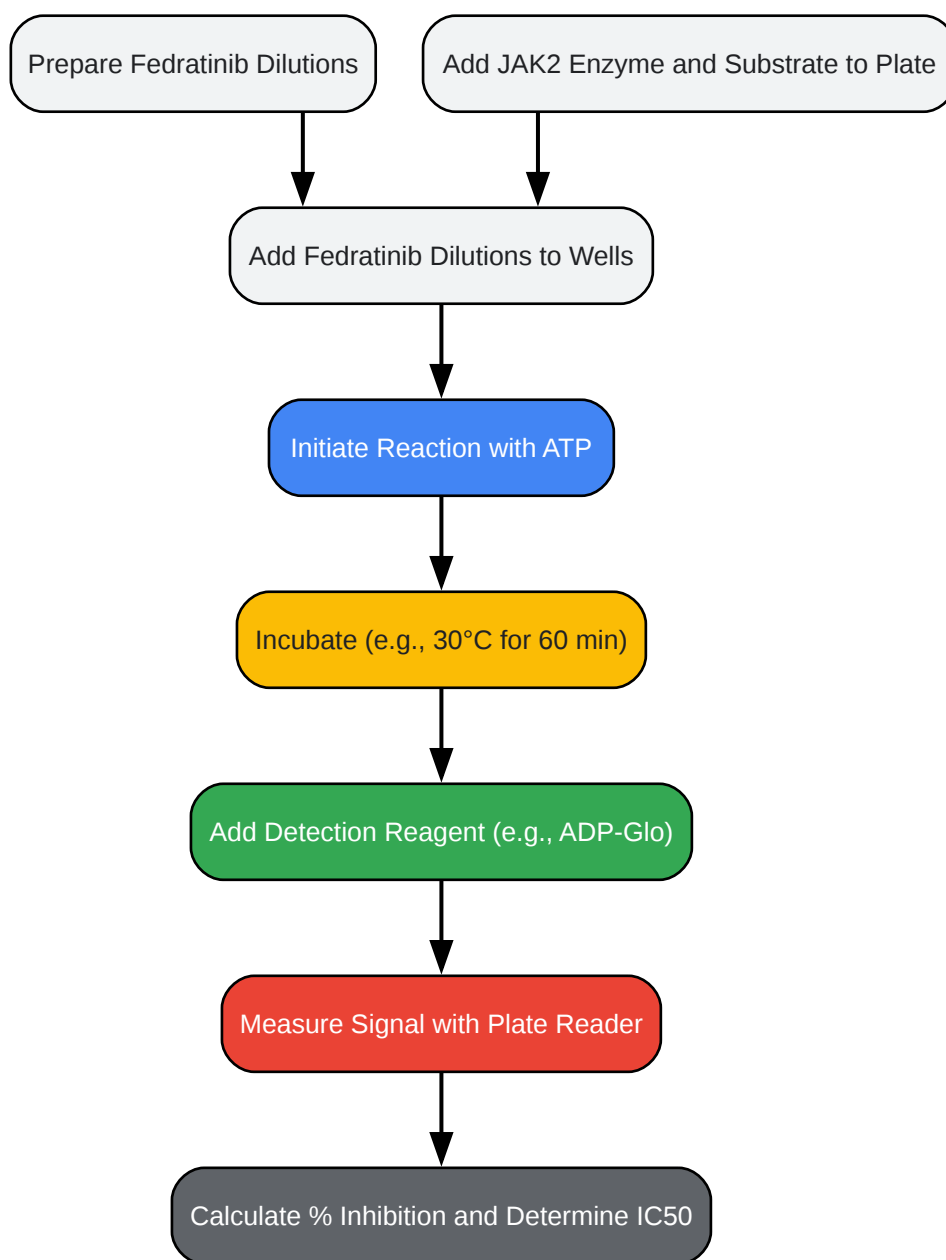 Prepare Fedratinib Dilutions
Add JAK2 Enzyme and Substrate to Plate
Add Fedratinib Dilutions to Wells
Initiate Reaction with ATP
Incubate (e.g., 30°C for 60 min)
Add Detection Reagent (e.g., ADP-Glo)
Measure Signal with Plate Reader
Calculate % Inhibition and Determine IC50